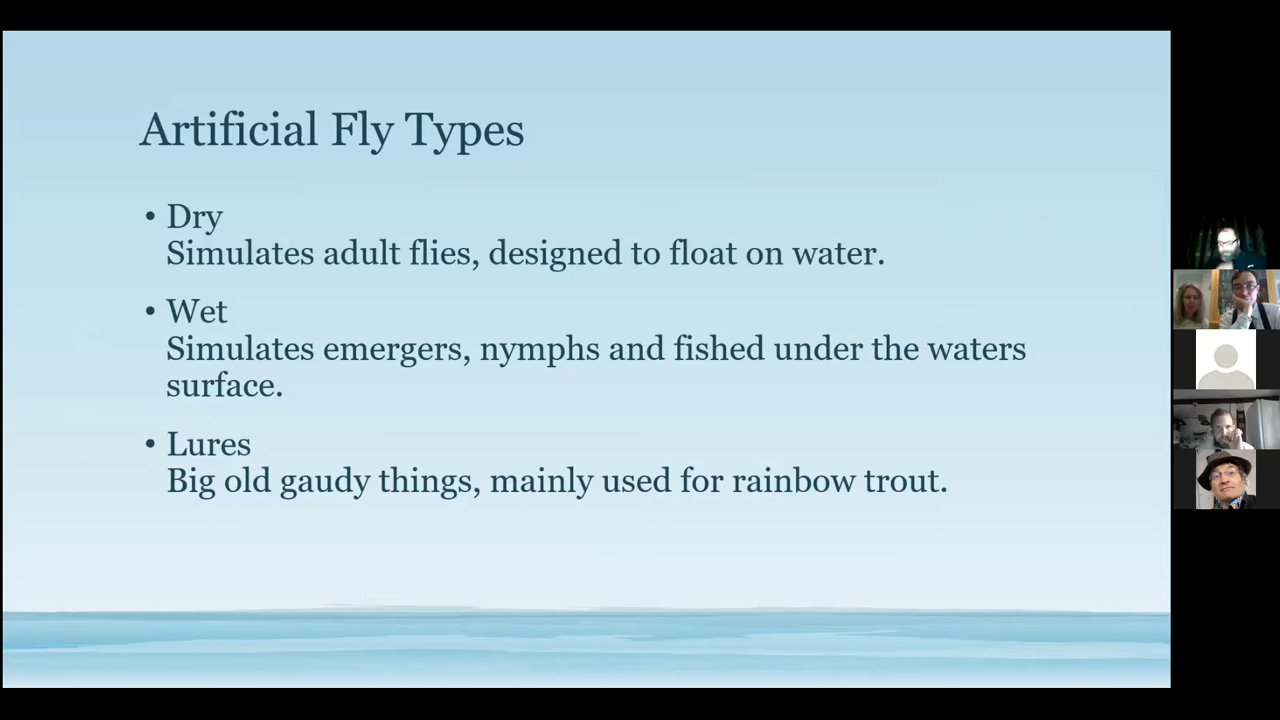 Artificial Fly Types
• Dry
Simulates adult flies, designed to float on water.
• Wet
Simulates emergers, nymphs and fished under the waters
surface.
• Lures
Big old gaudy things, mainly used for rainbow trout.